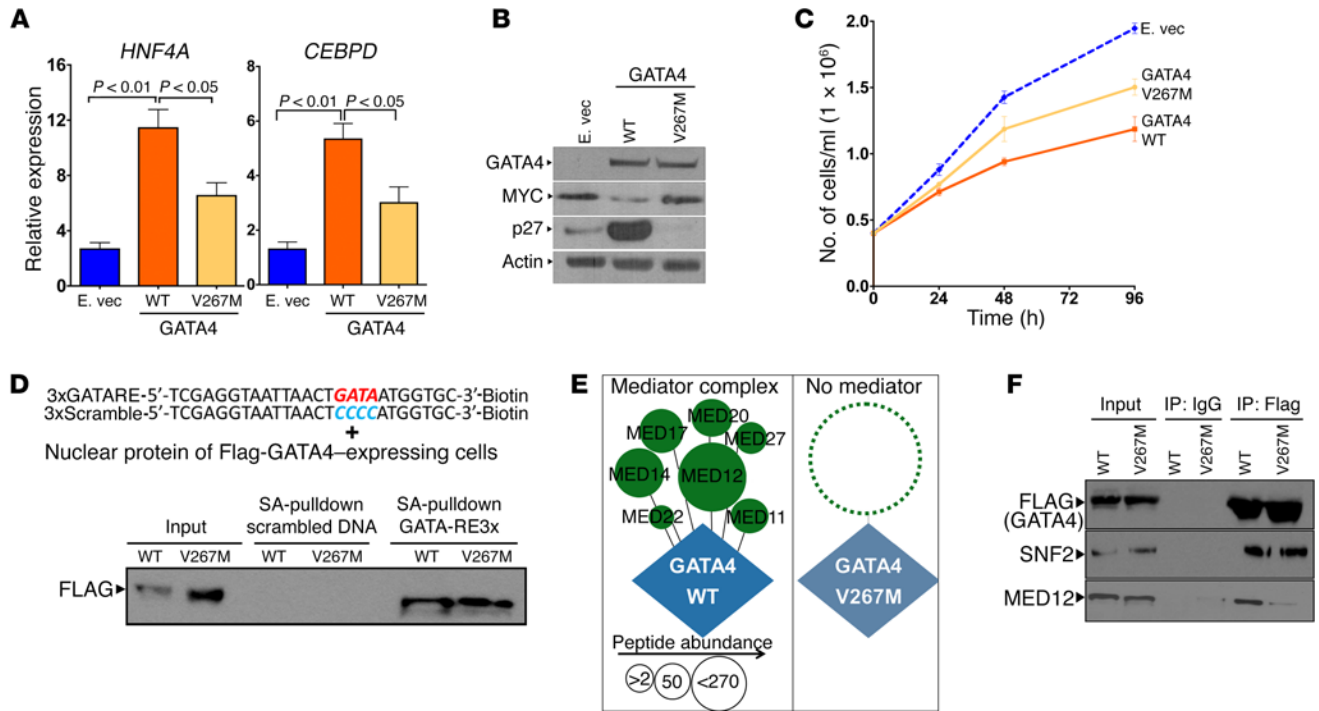 A
HNF4A
CEBPD
Relative expression
16
12
8
4
0
P < 0.01
P < 0.05
8
6
4
2
0
P < 0.01
P < 0.05
E. vec
WT
V267M
GATA4
E. vec
WT
V267M
GATA4
B
GATA4
E. vec
WT
V267M
GATA4
MYC
p27
Actin
C
No. of cells/ml (1 × 10⁶)
2.0
1.5
1.0
0.5
0
0
24
48
72
96
Time (h)
E. vec
GATA4
V267M
GATA4
WT
D
3xGATARE-5′-TCGAGGTAATTAACTGATAATGGTGC-3′-Biotin
3xScramble-5′-TCGAGGTAATTAACTCCCCATGGTGC-3′-Biotin
+
Nuclear protein of Flag-GATA4–expressing cells
Input
SA-pulldown
scrambled DNA
SA-pulldown
GATA-RE3x
WT V267M WT V267M WT V267M
FLAG
E
Mediator complex
No mediator
MED20
MED17
MED27
MED14
MED12
MED22
MED11
GATA4
WT
GATA4
V267M
Peptide abundance
>2
50
<270
F
Input IP: IgG IP: Flag
WT V267M WT V267M WT V267M
FLAG
(GATA4)
SNF2
MED12